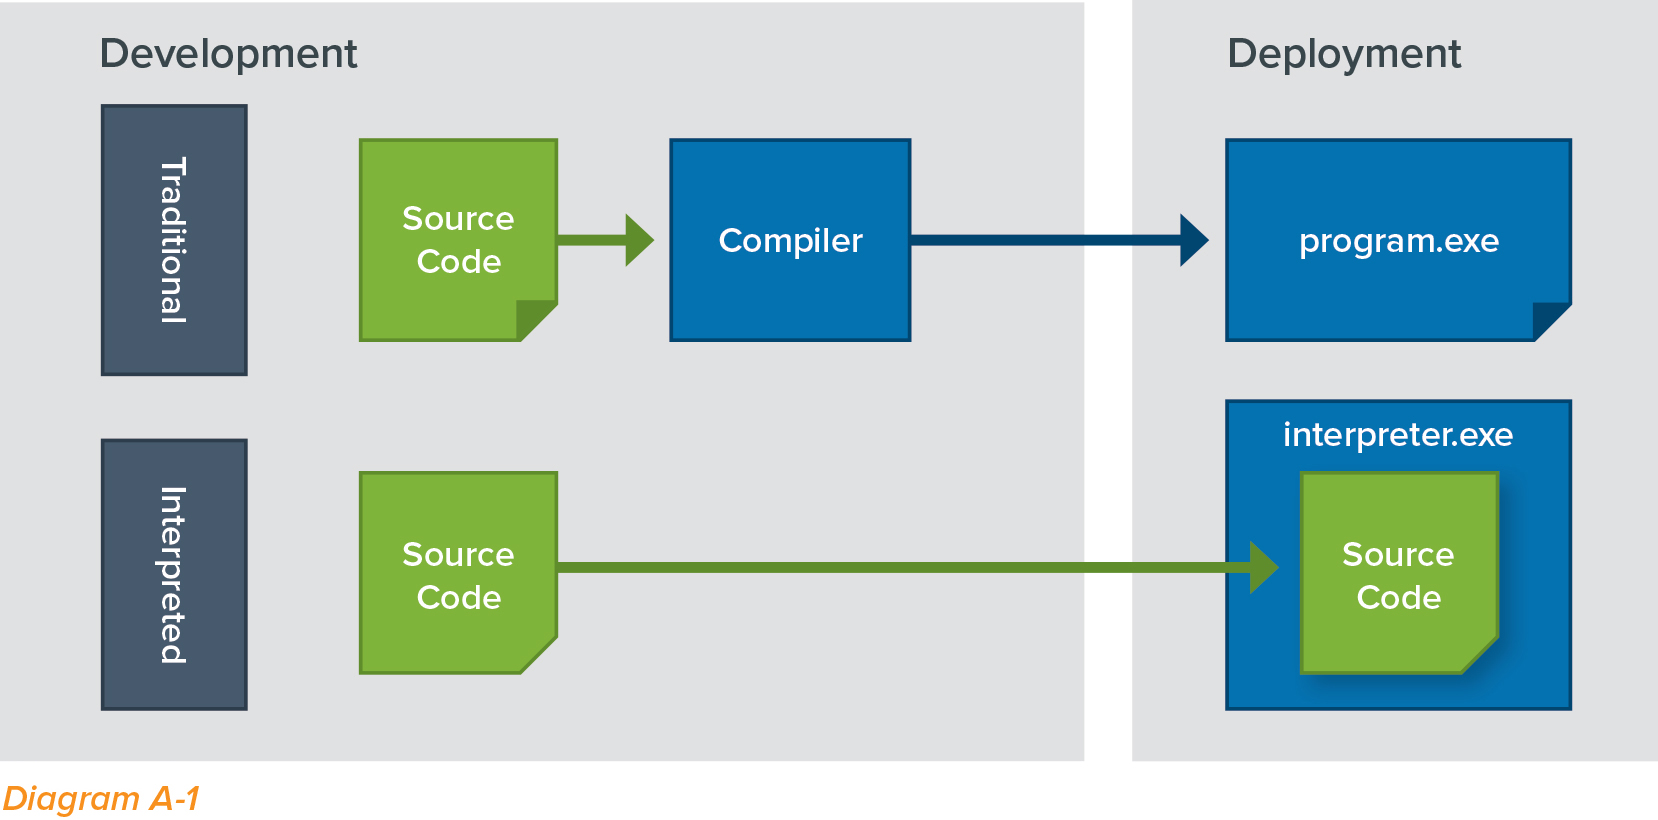 Development
Deployment
Traditional
Source
Code
Compiler
program.exe
Interpreted
Source
Code
interpreter.exe
Source
Code
Diagram A-1